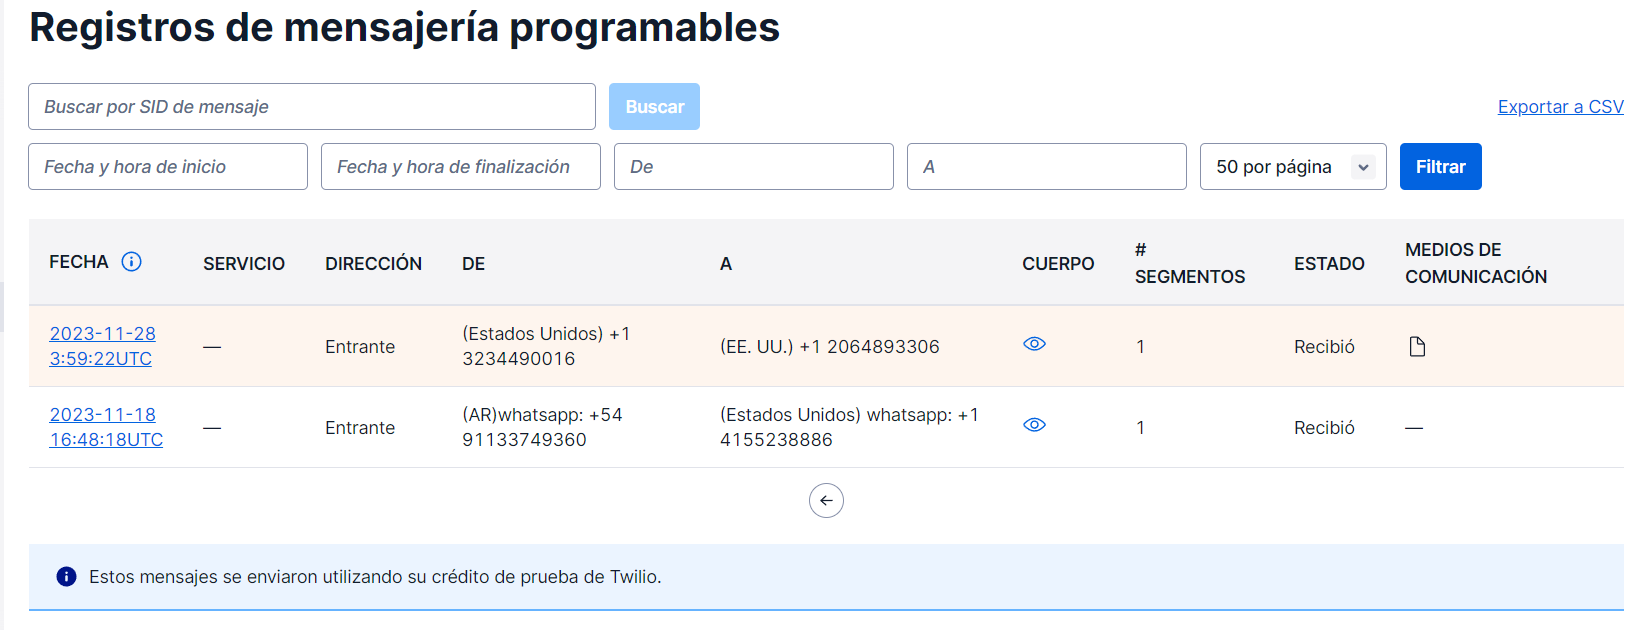 Registros de mensajería programables
Buscar por SID de mensaje
Buscar
Exportar a CSV
Fecha y hora de inicio
Fecha y hora de finalización
De
A
50 por página
Filtrar
FECHA
SERVICIO
DIRECCIÓN
DE
A
CUERPO
#
SEGMENTOS
ESTADO
MEDIOS DE
COMUNICACIÓN
2023-11-28
3:59:22UTC
—
Entrante
(Estados Unidos) +1
3234490016
(EE. UU.) +1 2064893306
1
Recibió
2023-11-18
16:48:18UTC
—
Entrante
(AR)whatsapp: +54
91133749360
(Estados Unidos) whatsapp: +1
4155238886
1
Recibió
—
Estos mensajes se enviaron utilizando su crédito de prueba de Twilio.